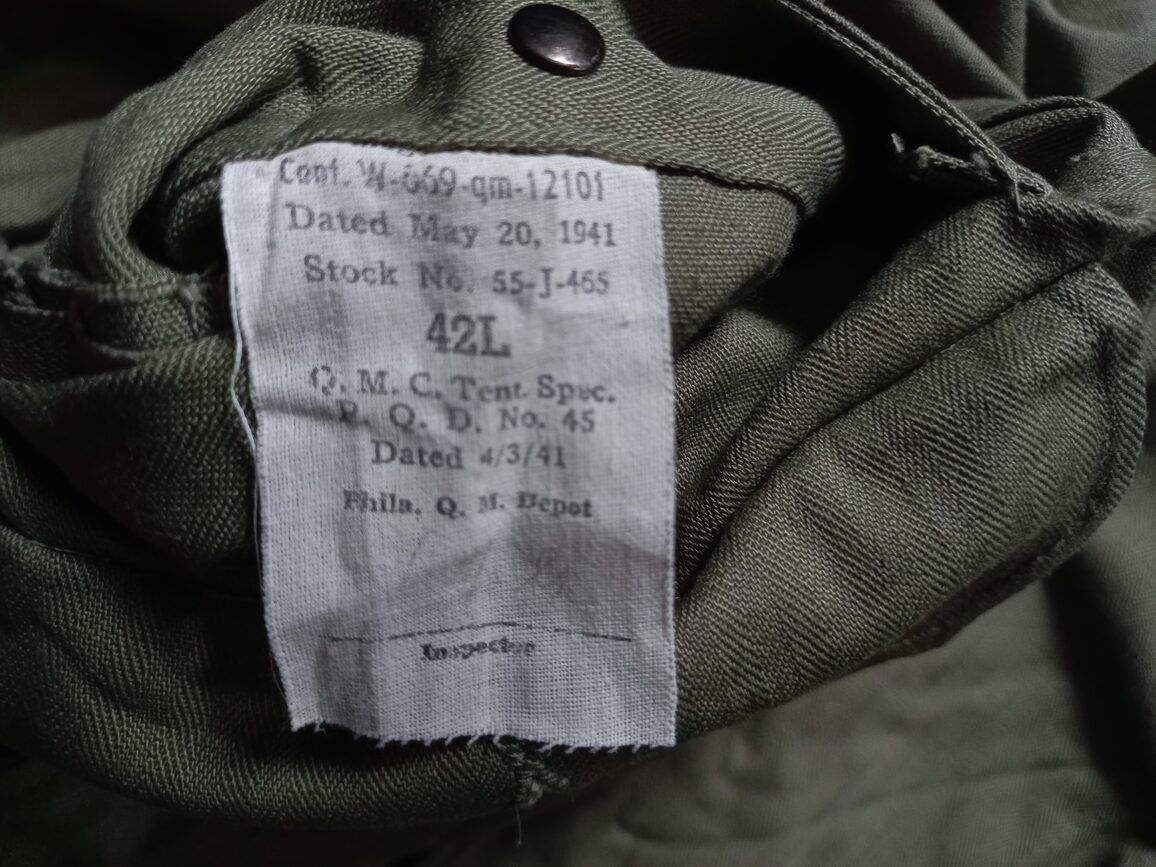 Cont. W-669-qm-12101
Dated May 20, 1941
Stock No. 55-J-465
42L
Q. M. C. Tent. Spec.
P. Q. D. No. 45
Dated 4/3/41
Phila. Q. M. Depot
Inspector